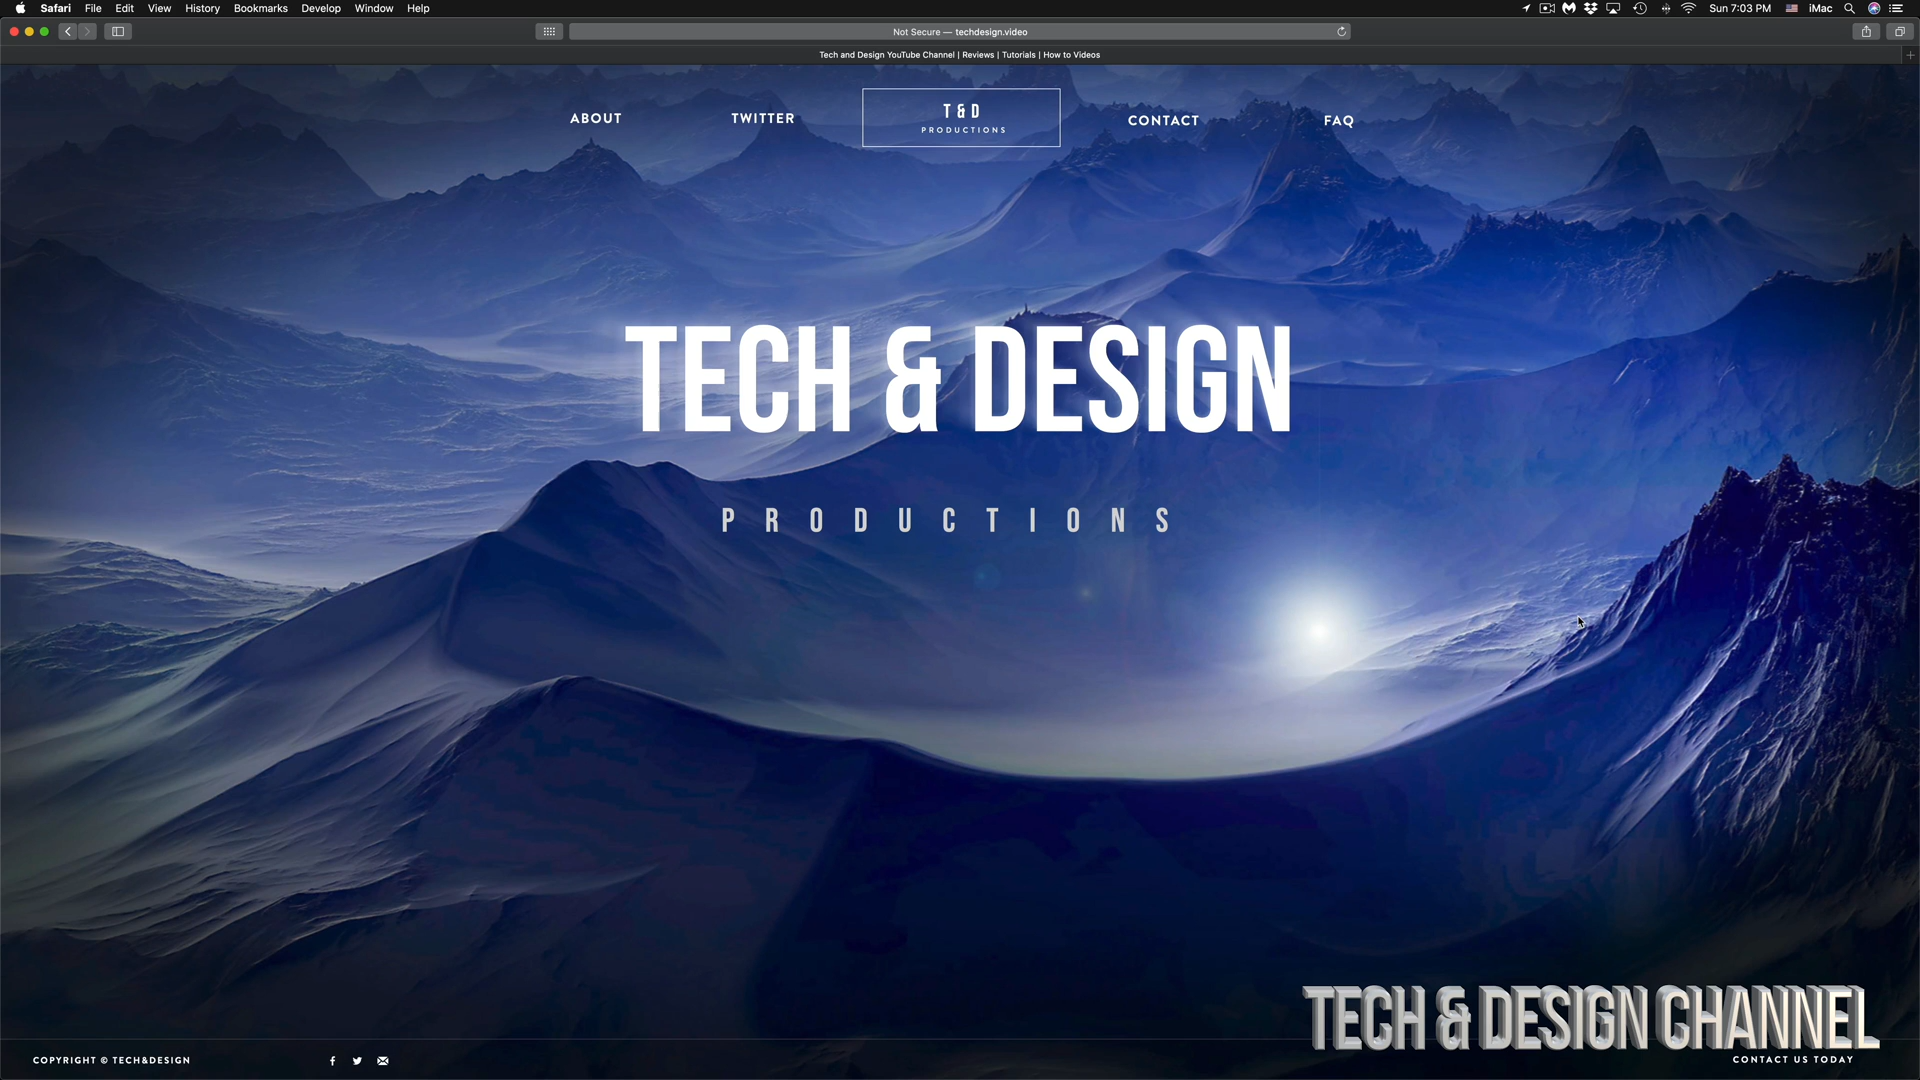 Safari File Edit View History Bookmarks Develop Window Help Sun 7:03 PM iMac
Not Secure — techdesign.video
Tech and Design YouTube Channel | Reviews | Tutorials | How to Videos
ABOUT TWITTER T & D CONTACT FAQ
PRODUCTIONS
TECH & DESIGN
PRODUCTIONS
TECH & DESIGN CHANNEL
COPYRIGHT © TECH&DESIGN CONTACT US TODAY